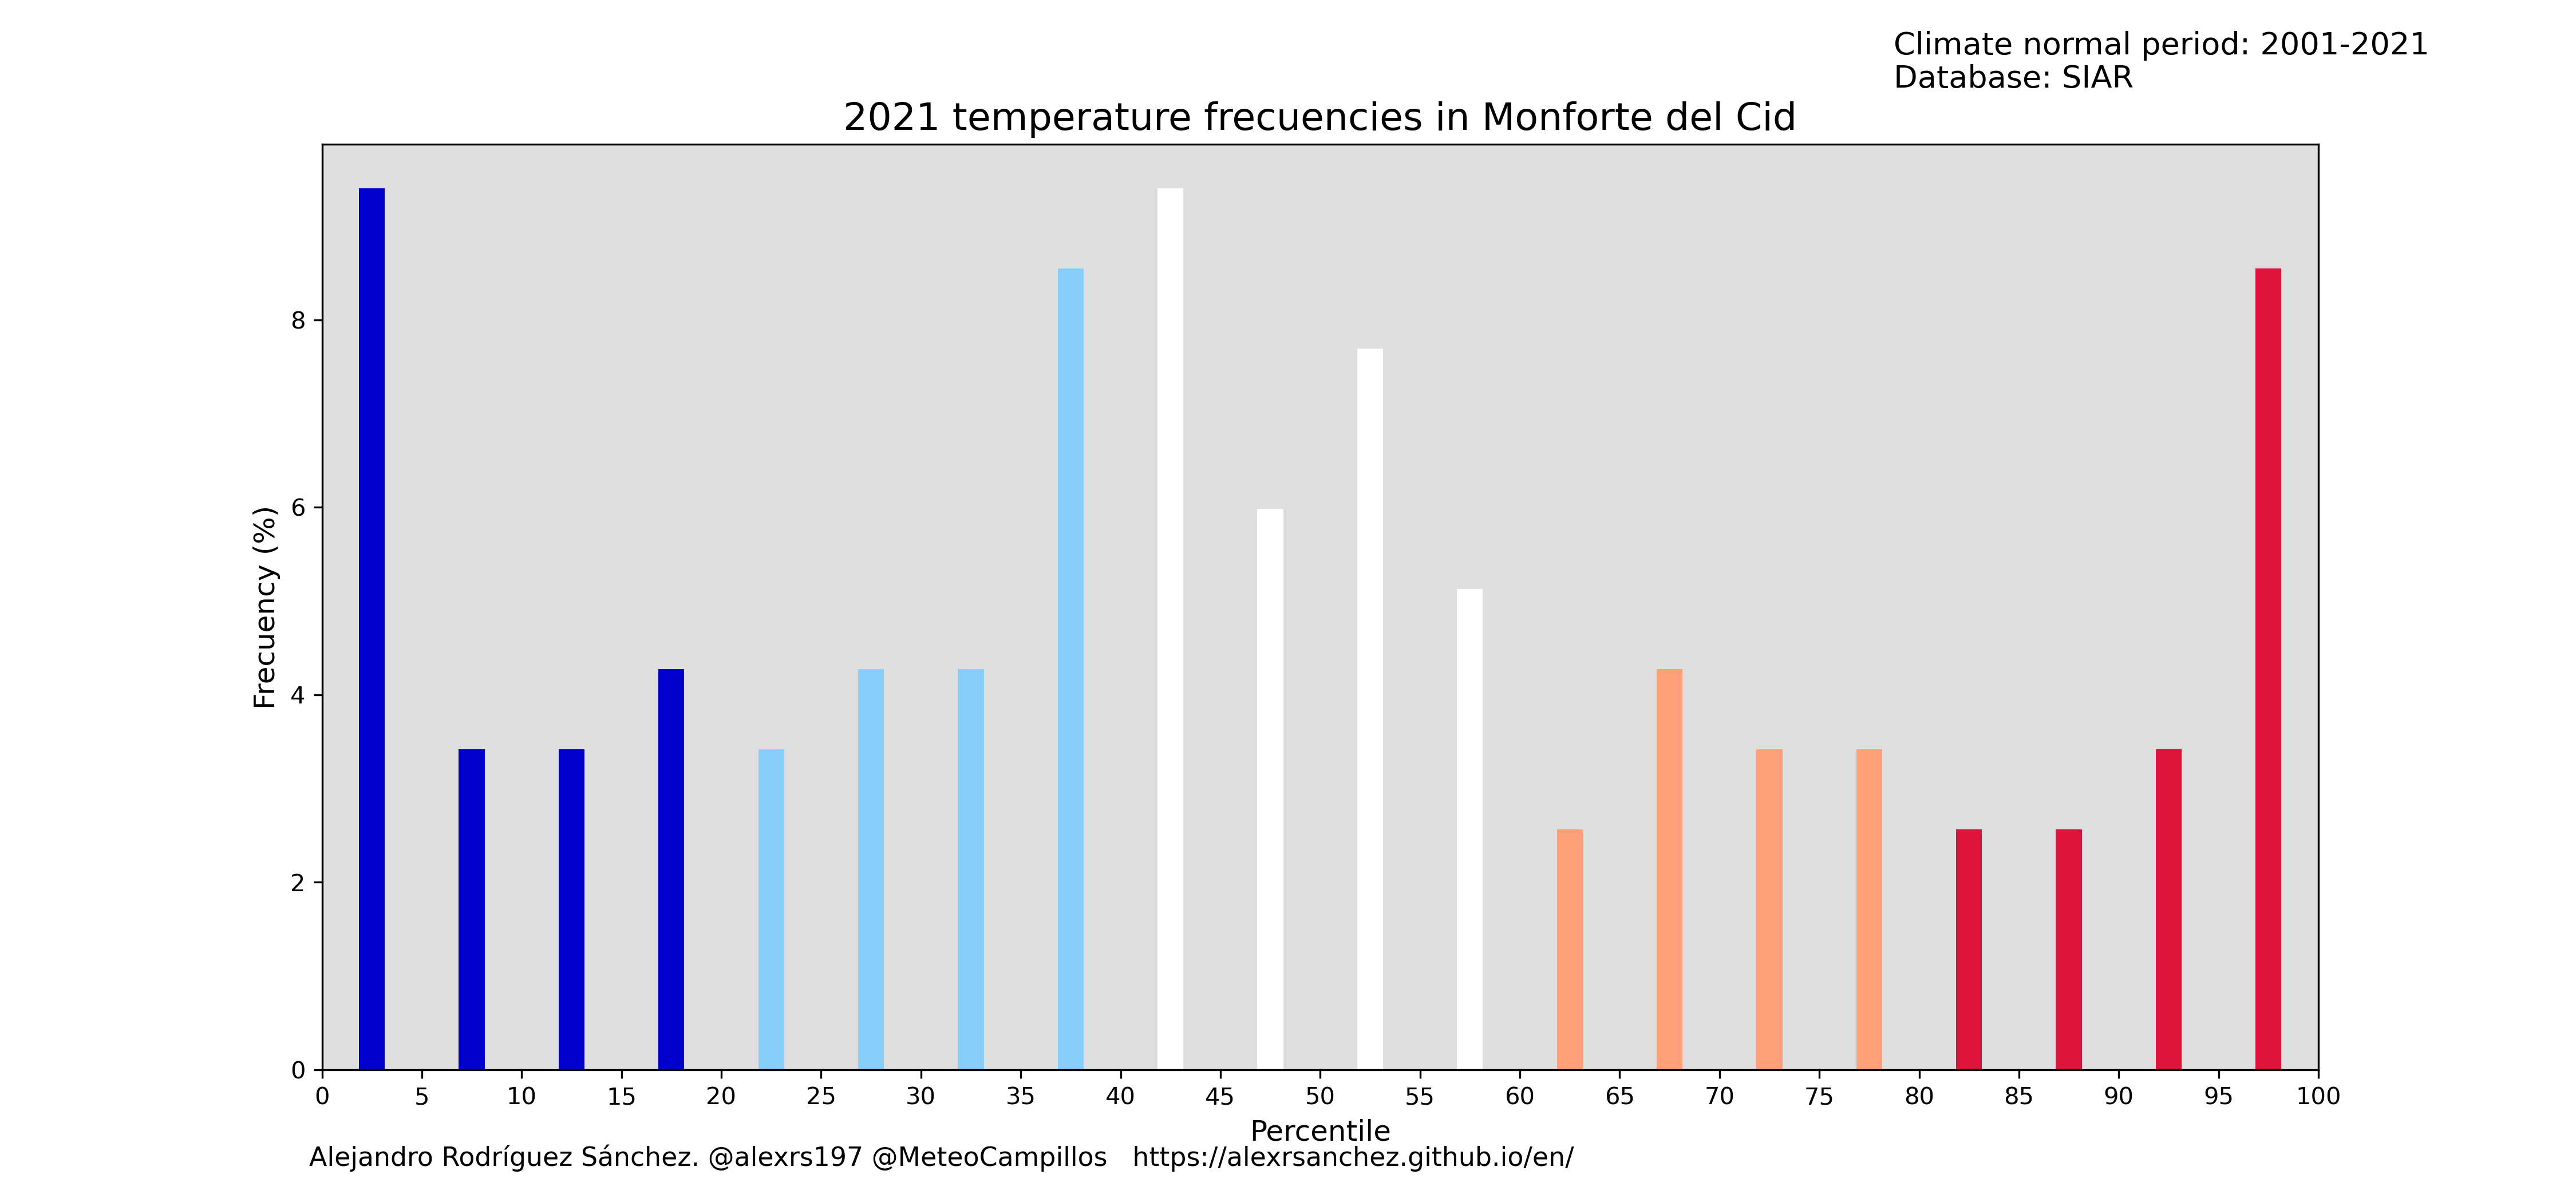 Climate normal period: 2001-2021
Database: SIAR
2021 temperature frecuencies in Monforte del Cid
Frecuency (%)
8
6
4
2
0
0 5 10 15 20 25 30 35 40 45 50 55 60 65 70 75 80 85 90 95 100
Percentile
Alejandro Rodríguez Sánchez. @alexrs197 @MeteoCampillos https://alexrsanchez.github.io/en/